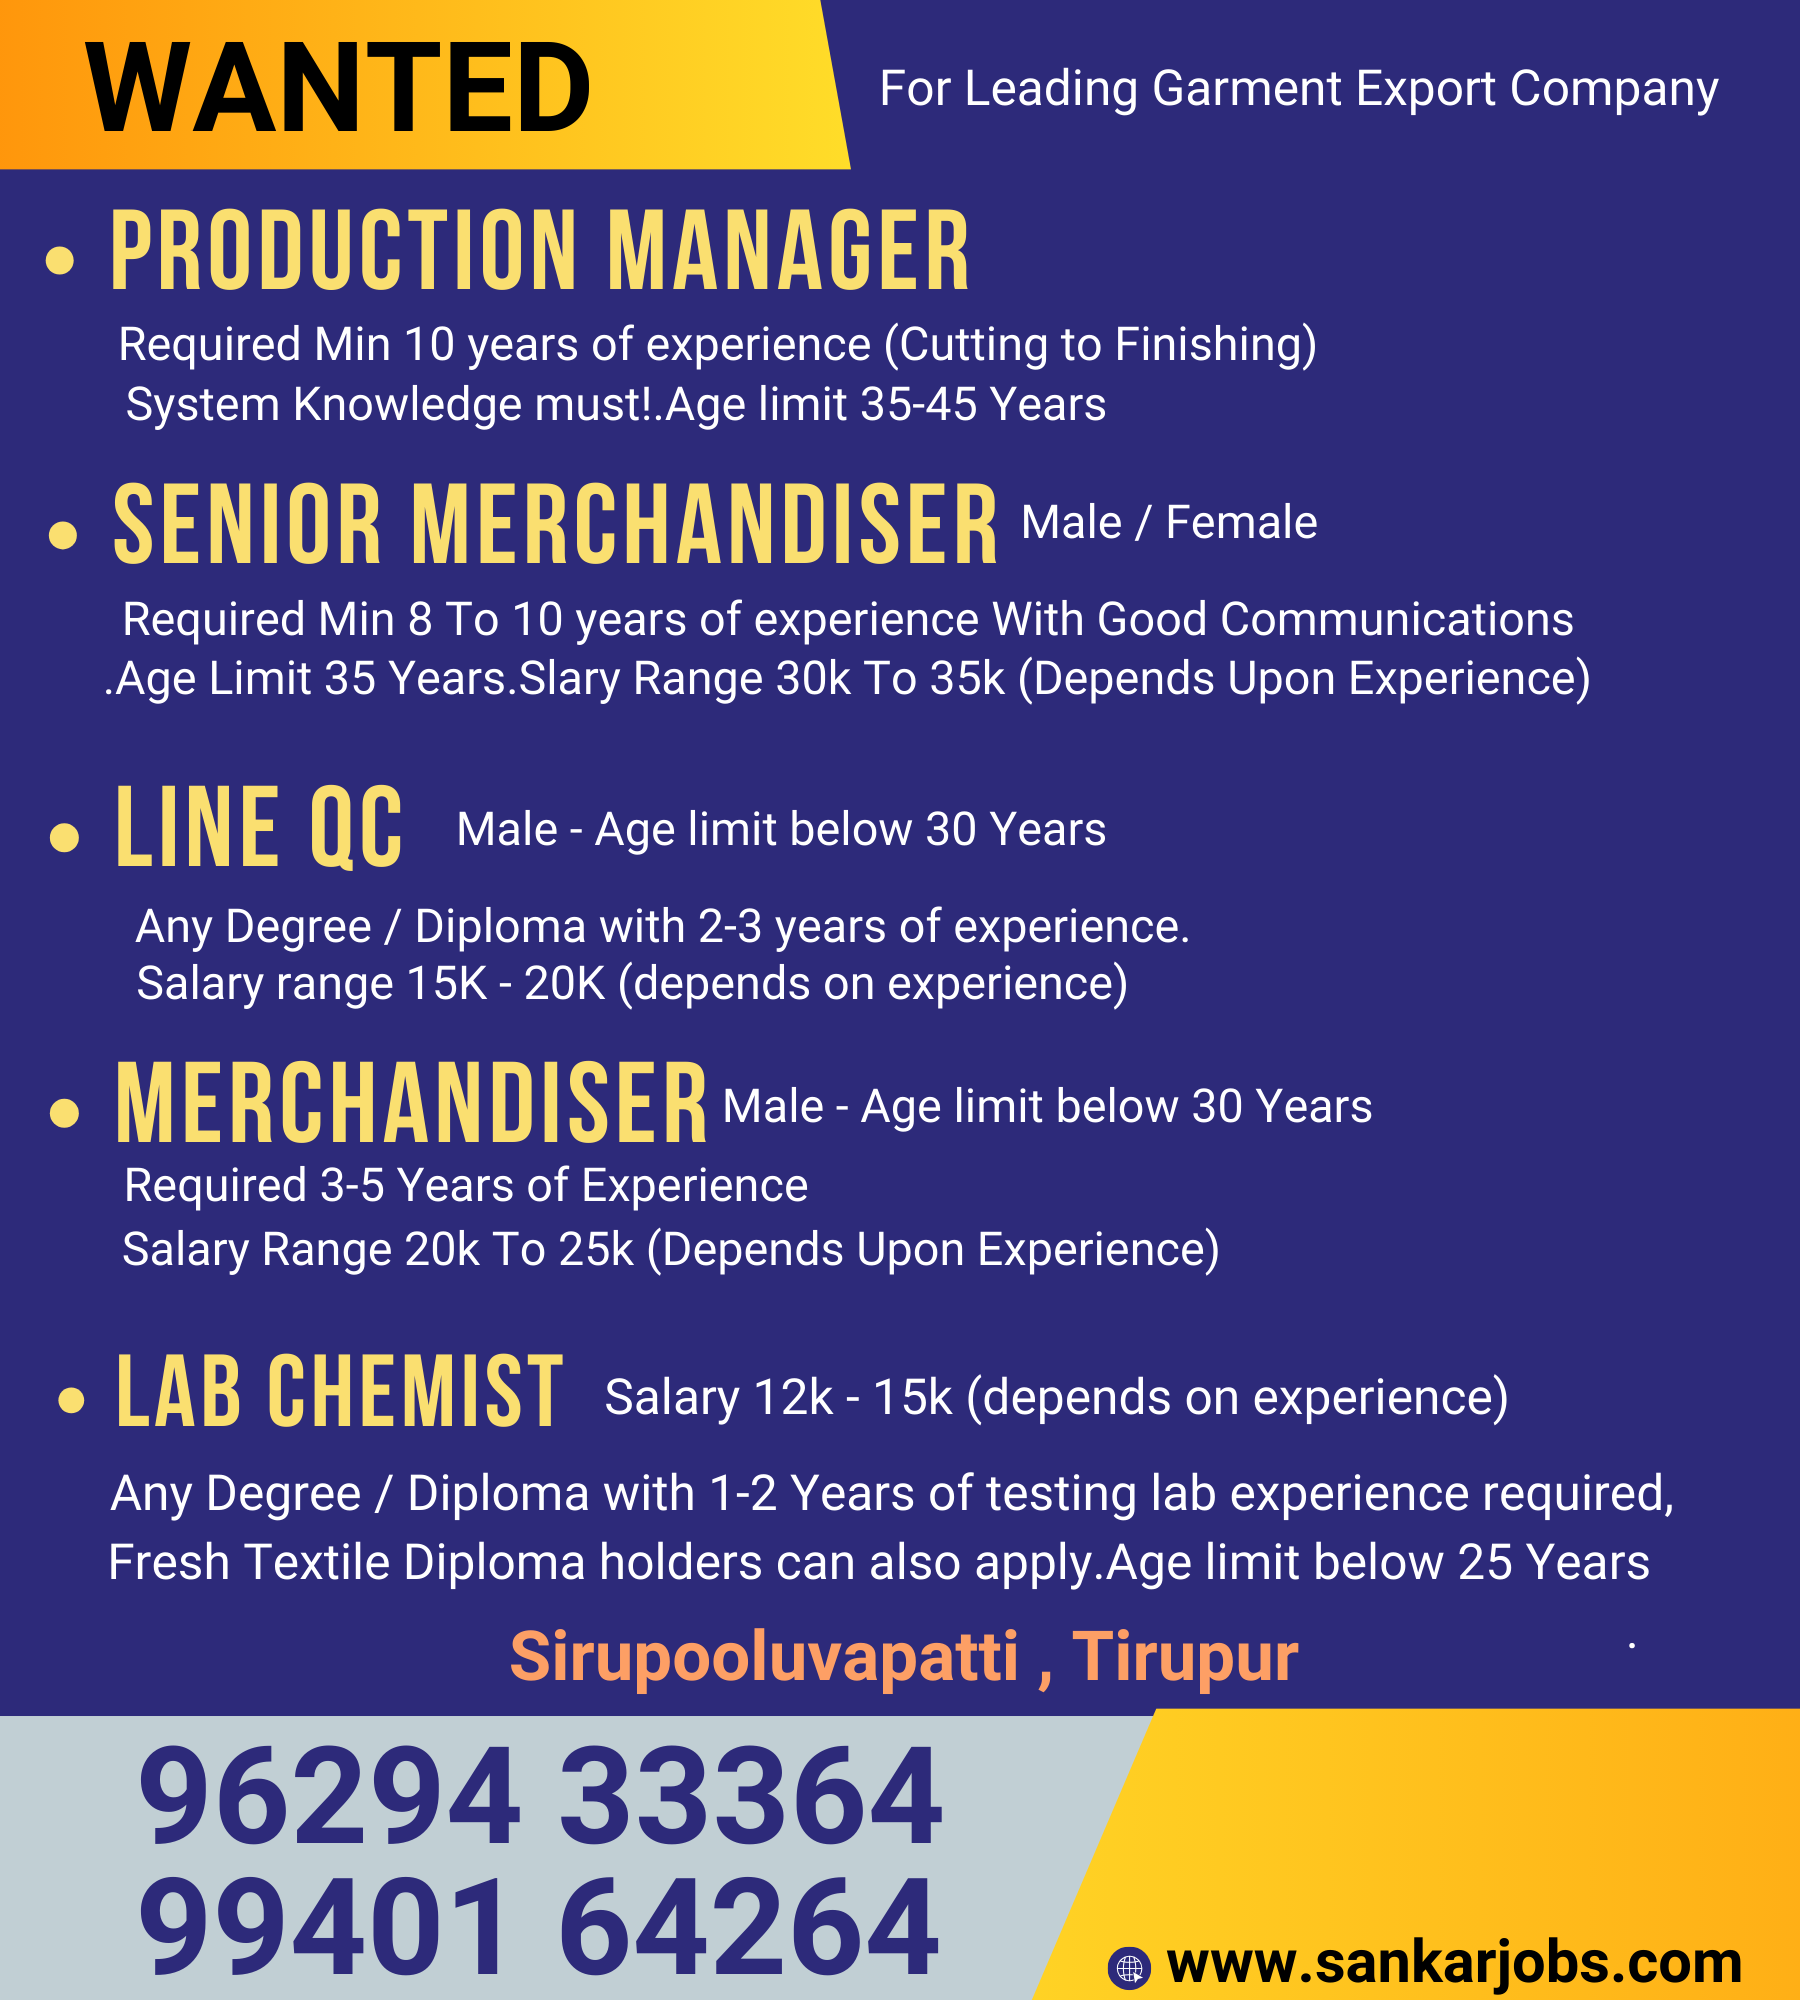 WANTED
For Leading Garment Export Company
• PRODUCTION MANAGER
Required Min 10 years of experience (Cutting to Finishing)
System Knowledge must!.Age limit 35-45 Years
• SENIOR MERCHANDISER Male / Female
Required Min 8 To 10 years of experience With Good Communications
.Age Limit 35 Years.Slary Range 30k To 35k (Depends Upon Experience)
• LINE QC Male - Age limit below 30 Years
Any Degree / Diploma with 2-3 years of experience.
Salary range 15K - 20K (depends on experience)
• MERCHANDISER Male - Age limit below 30 Years
Required 3-5 Years of Experience
Salary Range 20k To 25k (Depends Upon Experience)
• LAB CHEMIST Salary 12k - 15k (depends on experience)
Any Degree / Diploma with 1-2 Years of testing lab experience required,
Fresh Textile Diploma holders can also apply.Age limit below 25 Years
.
Sirupooluvapatti , Tirupur
96294 33364
99401 64264
www.sankarjobs.com